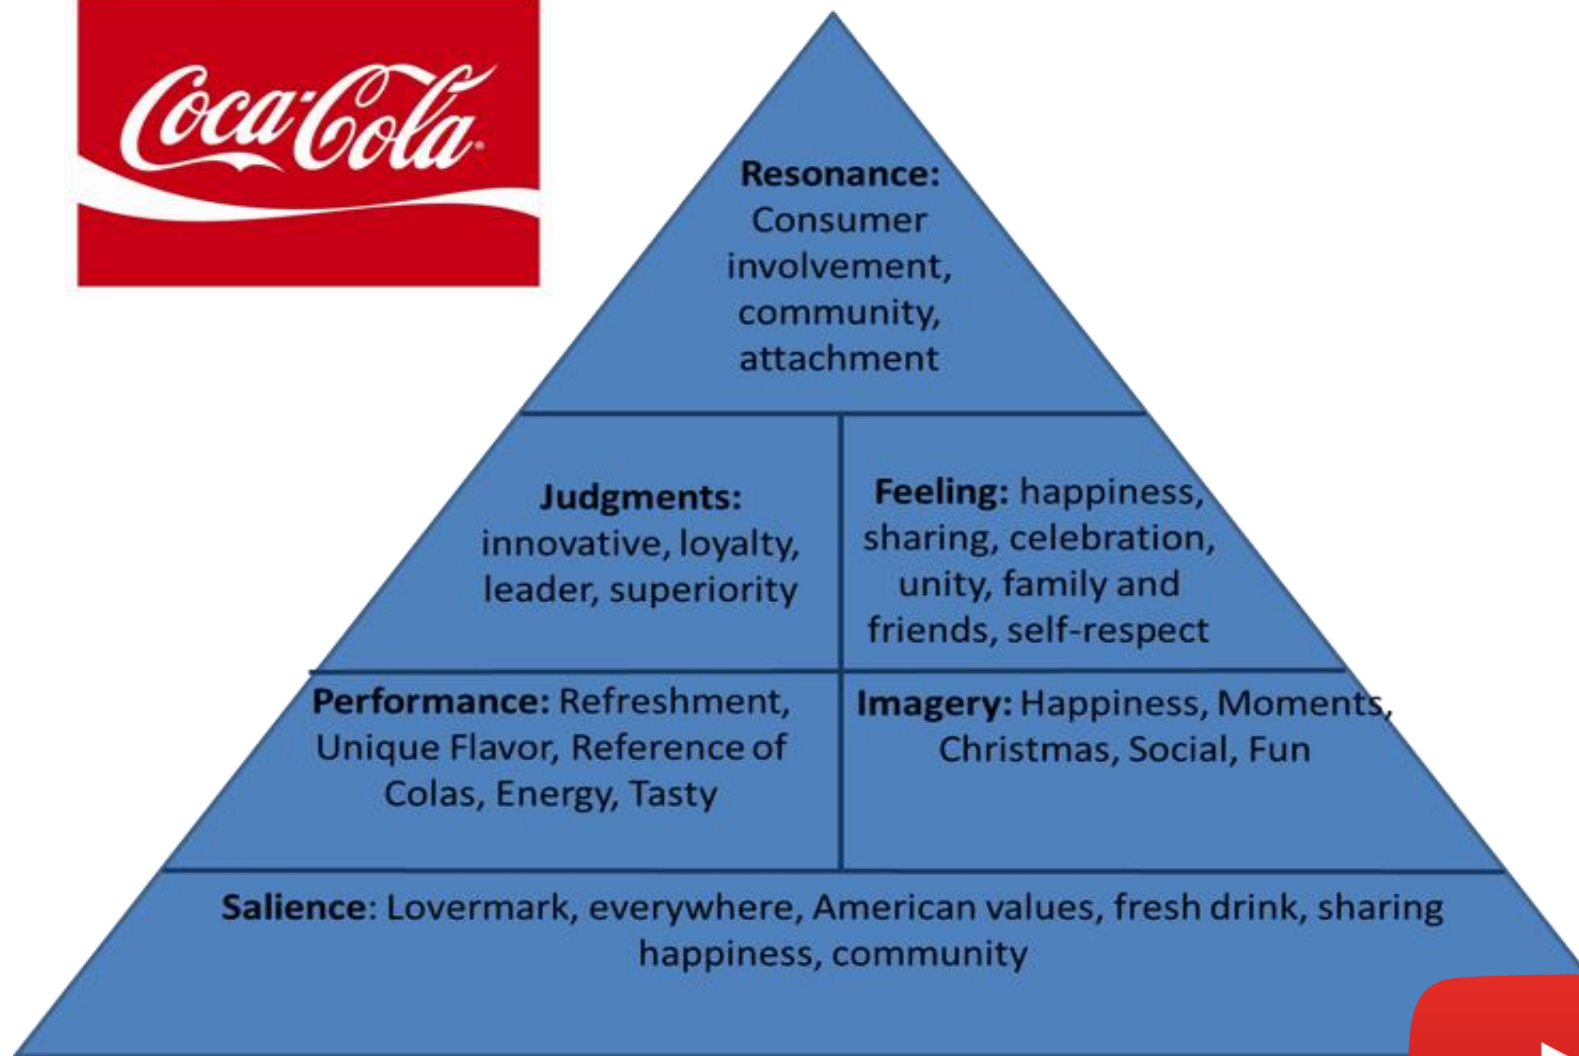 Coca-Cola
Resonance:
Consumer
involvement,
community,
attachment
Judgments:
innovative, loyalty,
leader, superiority
Feeling: happiness,
sharing, celebration,
unity, family and
friends, self-respect
Performance: Refreshment,
Unique Flavor, Reference of
Colas, Energy, Tasty
Imagery: Happiness, Moments,
Christmas, Social, Fun
Salience: Lovermark, everywhere, American values, fresh drink, sharing
happiness, community